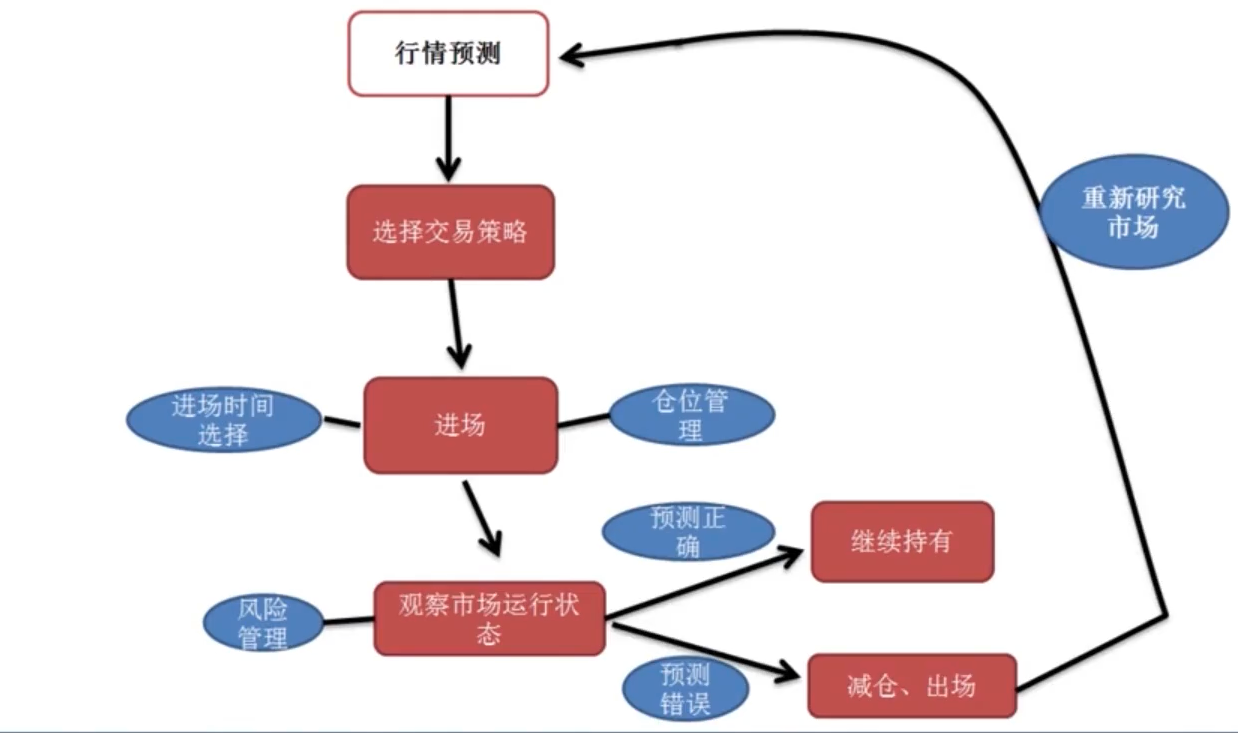 行情预测
重新研究
市场
选择交易策略
进场时间
选择
进场
仓位管
理
预测正
确
继续持有
风险
管理
观察市场运行状
态
预测
错误
减仓、出场